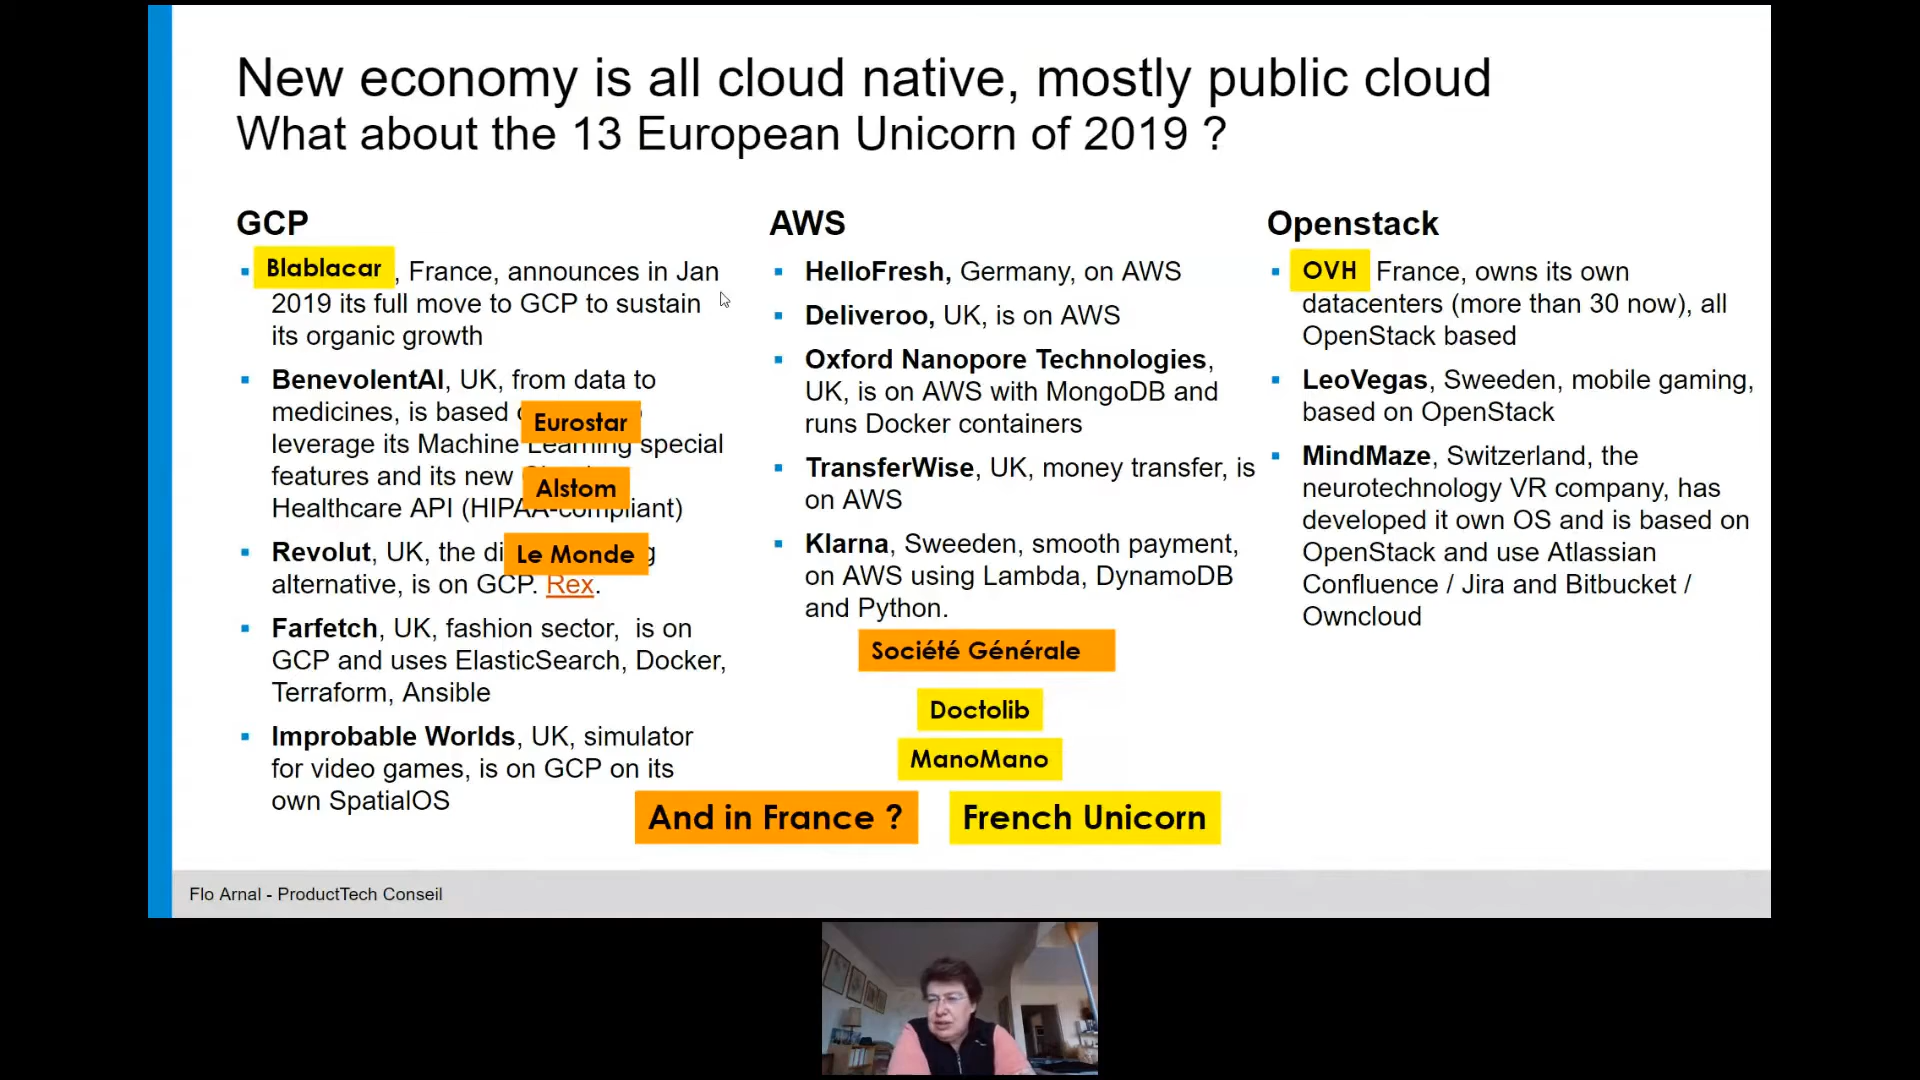 New economy is all cloud native, mostly public cloud
What about the 13 European Unicorn of 2019 ?
GCP
Blablacar , France, announces in Jan
2019 its full move to GCP to sustain
its organic growth
BenevolentAI, UK, from data to
medicines, is based
Eurostar
leverage its Machine Learning special
features and its new
Alstom
Healthcare API (HIPAA-compliant)
Revolut, UK, the
Le Monde
alternative, is on GCP. Rex.
Farfetch, UK, fashion sector, is on
GCP and uses ElasticSearch, Docker,
Terraform, Ansible
Improbable Worlds, UK, simulator
for video games, is on GCP on its
own SpatialOS
AWS
HelloFresh, Germany, on AWS
Deliveroo, UK, is on AWS
Oxford Nanopore Technologies,
UK, is on AWS with MongoDB and
runs Docker containers
TransferWise, UK, money transfer, is
on AWS
Klarna, Sweeden, smooth payment,
on AWS using Lambda, DynamoDB
and Python.
Société Générale
Doctolib
ManoMano
Openstack
OVH France, owns its own
datacenters (more than 30 now), all
OpenStack based
LeoVegas, Sweeden, mobile gaming,
based on OpenStack
MindMaze, Switzerland, the
neurotechnology VR company, has
developed it own OS and is based on
OpenStack and use Atlassian
Confluence / Jira and Bitbucket /
Owncloud
And in France ?
French Unicorn
Flo Arnal - ProductTech Conseil